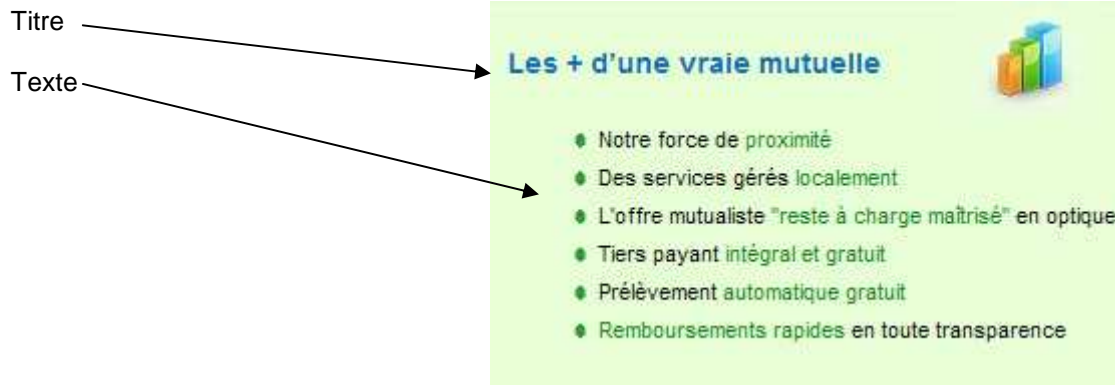 Titre
Les + d'une vraie mutuelle
Texte
Notre force de proximité
Des services gérés localement
L'offre mutualiste "reste à charge maîtrisé" en optique
Tiers payant intégral et gratuit
Prélèvement automatique gratuit
Remboursements rapides en toute transparence